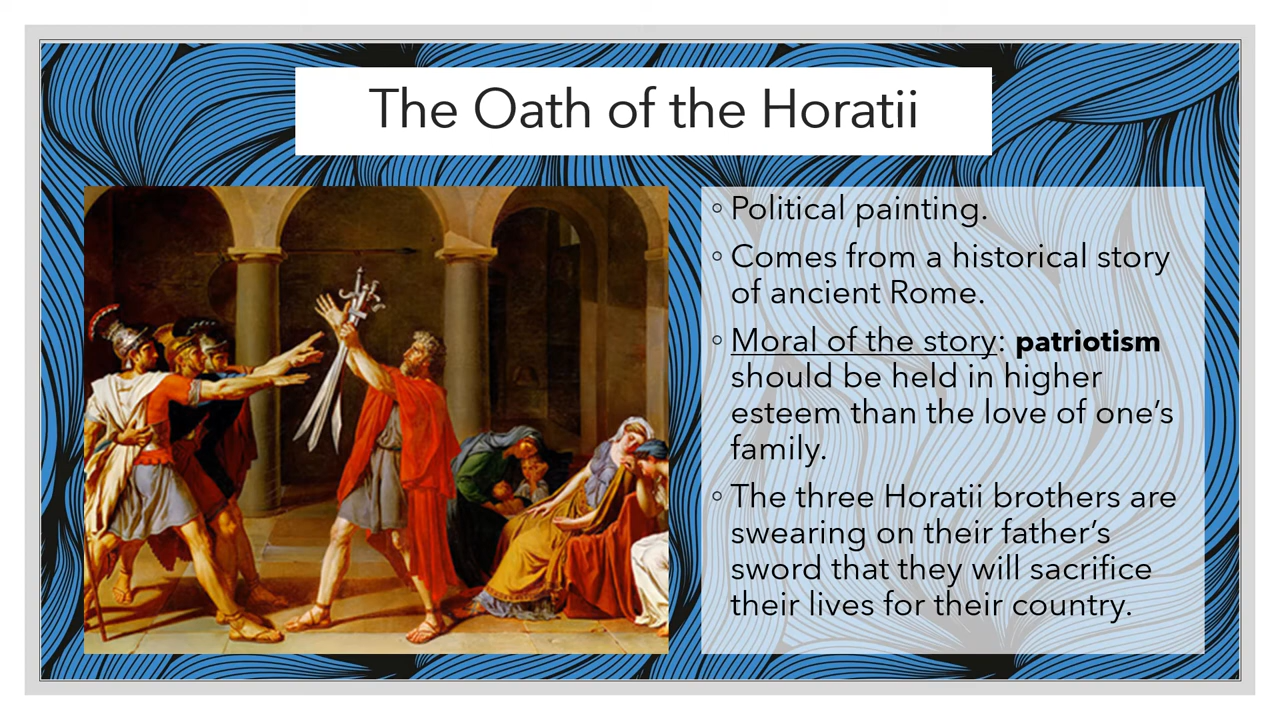 The Oath of the Horatii
◦ Political painting.
◦ Comes from a historical story
of ancient Rome.
◦ Moral of the story: patriotism
should be held in higher
esteem than the love of one’s
family.
◦ The three Horatii brothers are
swearing on their father’s
sword that they will sacrifice
their lives for their country.